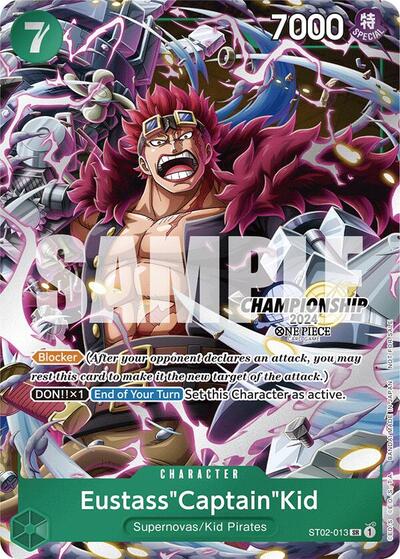 7
7000
特
SPECIAL
SAMPLE
CHAMPIONSHIP
2024
ONE PIECE
CARD GAME
Blocker (After your opponent declares an attack, you may
rest this card to make it the new target of the attack.)
DON!!×1 End of Your Turn Set this Character as active.
CHARACTER
Eustass"Captain"Kid
Supernovas/Kid Pirates
ST02-013 SR 1